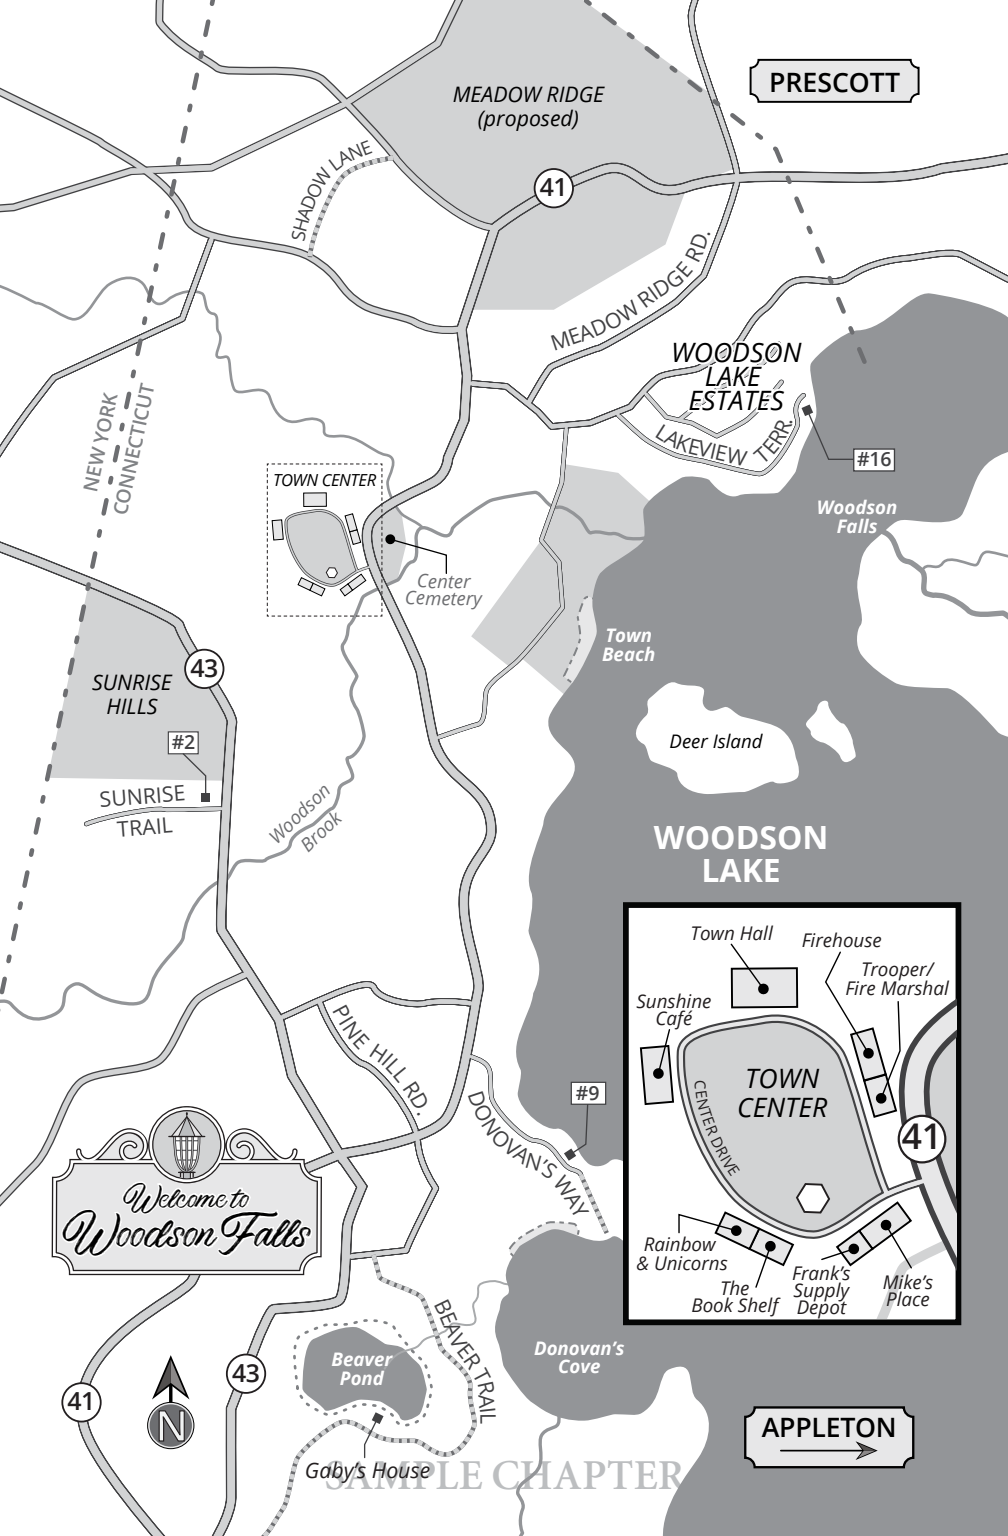 PRESCOTT
MEADOW RIDGE
(proposed)
SHADOW LANE
41
MEADOW RIDGE RD.
WOODSON
LAKE
ESTATES
LAKEVIEW TERR.
#16
NEW YORK
CONNECTICUT
TOWN CENTER
Woodson
Falls
Center
Cemetery
Town
Beach
43
SUNRISE
HILLS
#2
SUNRISE
TRAIL
Deer Island
Woodson
Brook
WOODSON
LAKE
Town Hall
Firehouse
Trooper/
Fire Marshal
Sunshine
Café
TOWN
CENTER
CENTER DRIVE
41
Rainbow
& Unicorns
The
Book Shelf
Frank's
Supply
Depot
Mike's
Place
PINE HILL RD.
DONOVAN'S WAY
#9
Welcome to
Woodson Falls
BEAVER TRAIL
Beaver
Pond
Donovan's
Cove
41
43
N
Gaby's House
APPLETON
SAMPLE CHAPTER